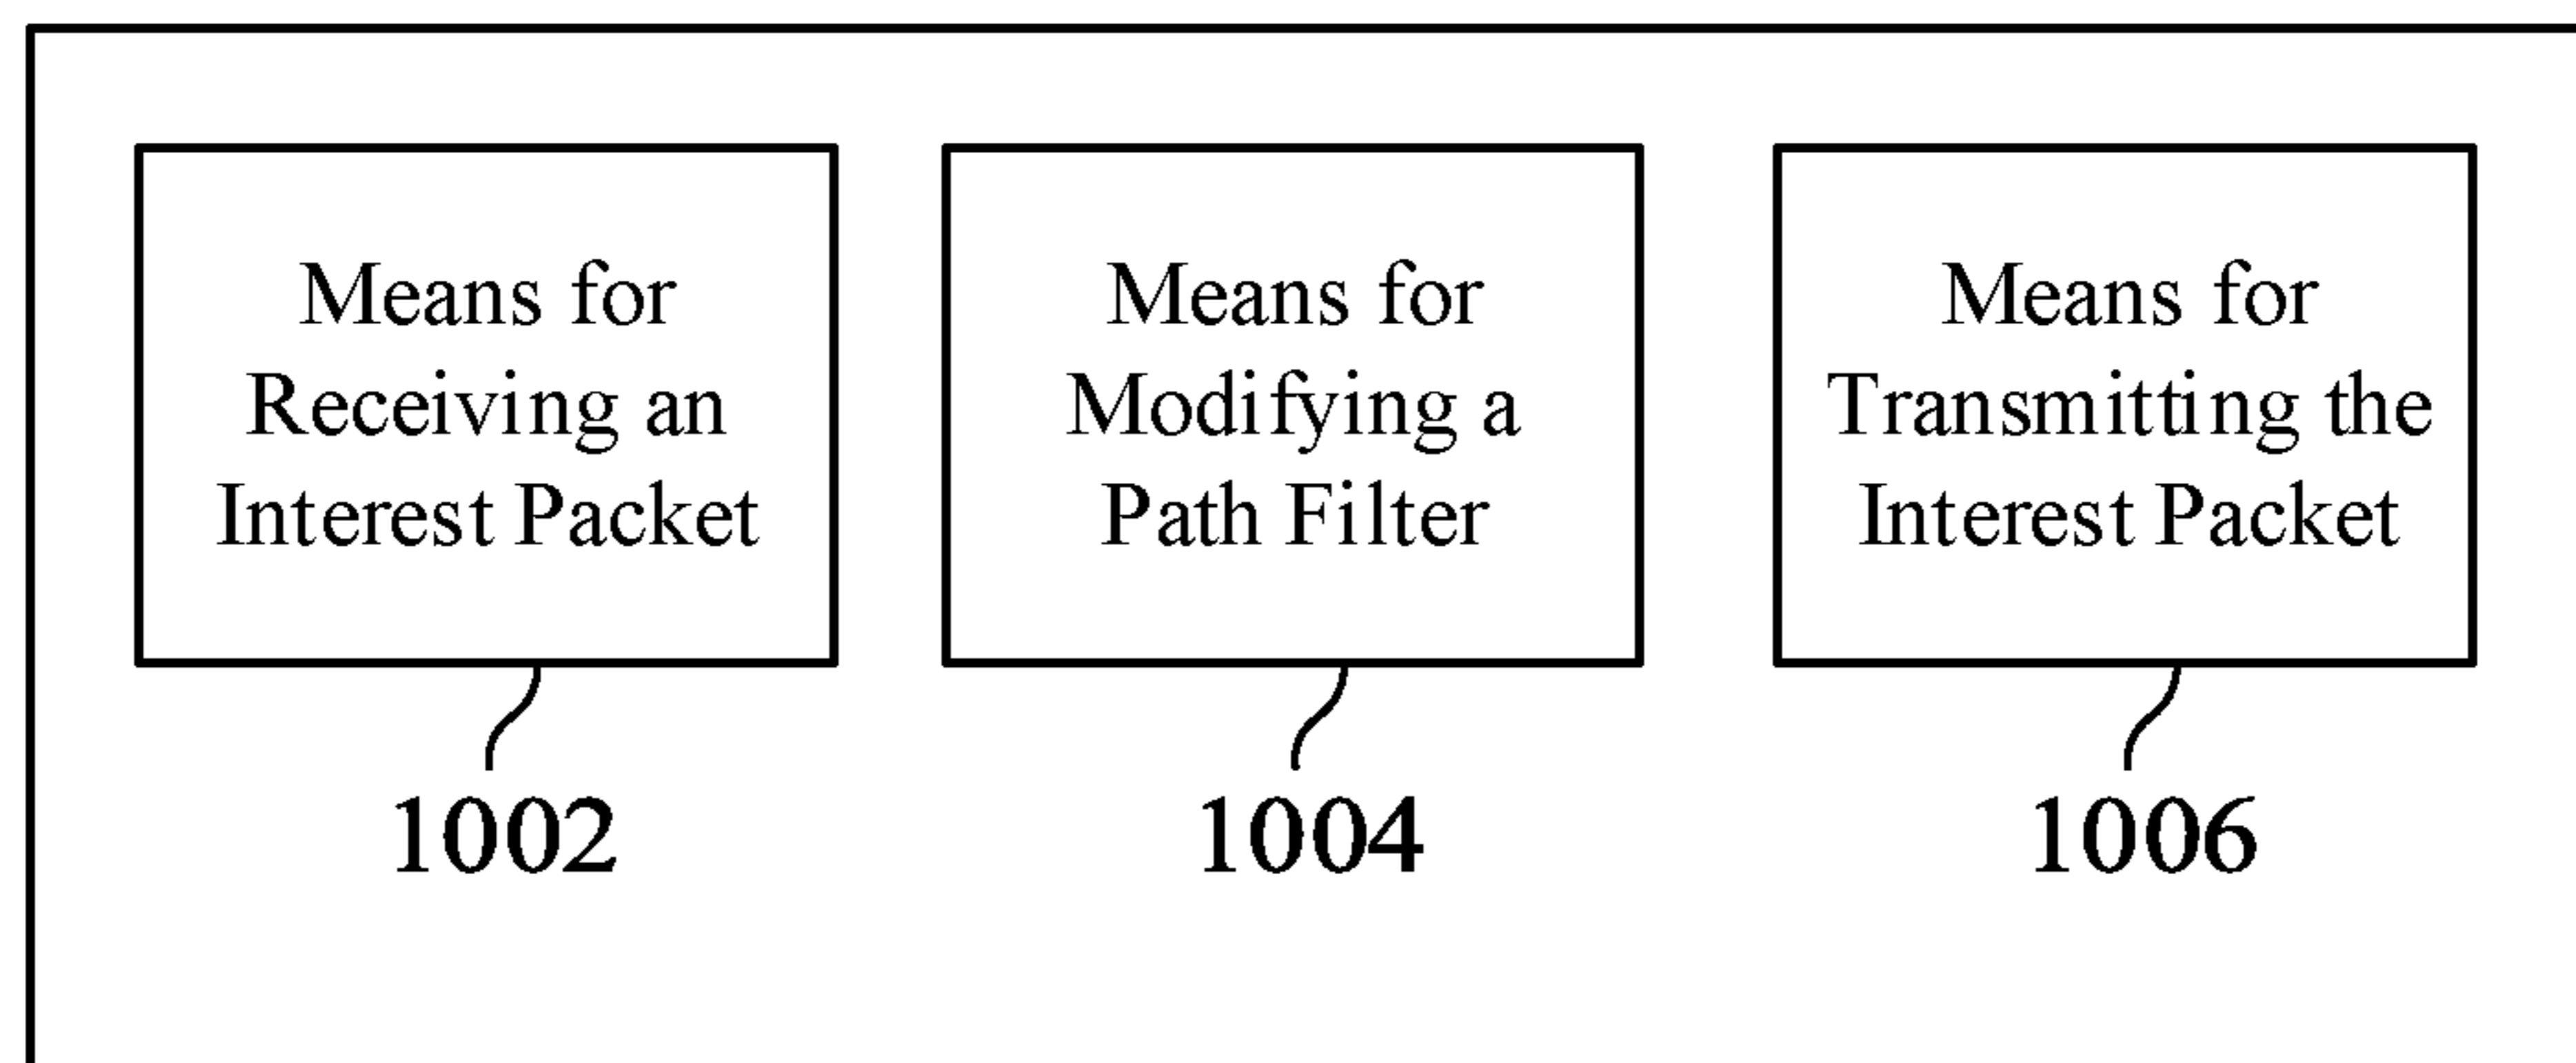 Means for
Receiving an
Interest Packet
1002
Means for
Modifying a
Path Filter
1004
Means for
Transmitting the
Interest Packet
1006